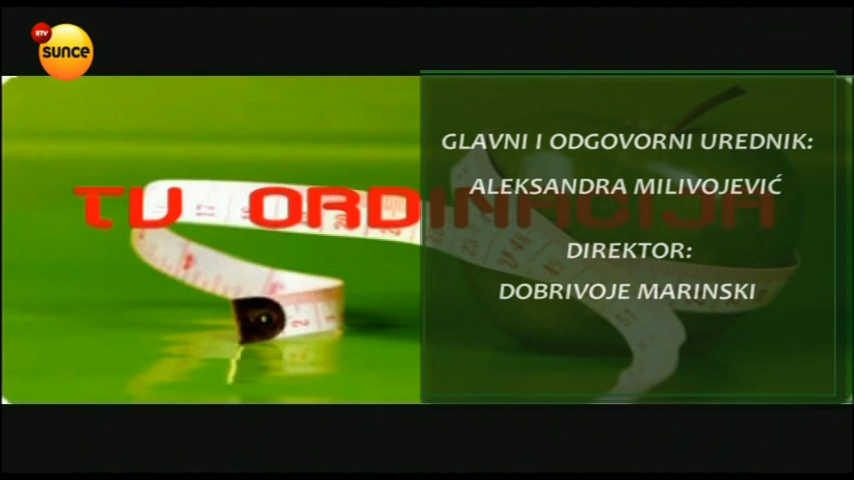 RTV
sunce
TV ORDINACIJA
GLAVNI I ODGOVORNI UREDNIK:
ALEKSANDRA MILIVOJEVIĆ
DIREKTOR:
DOBRIVOJE MARINSKI